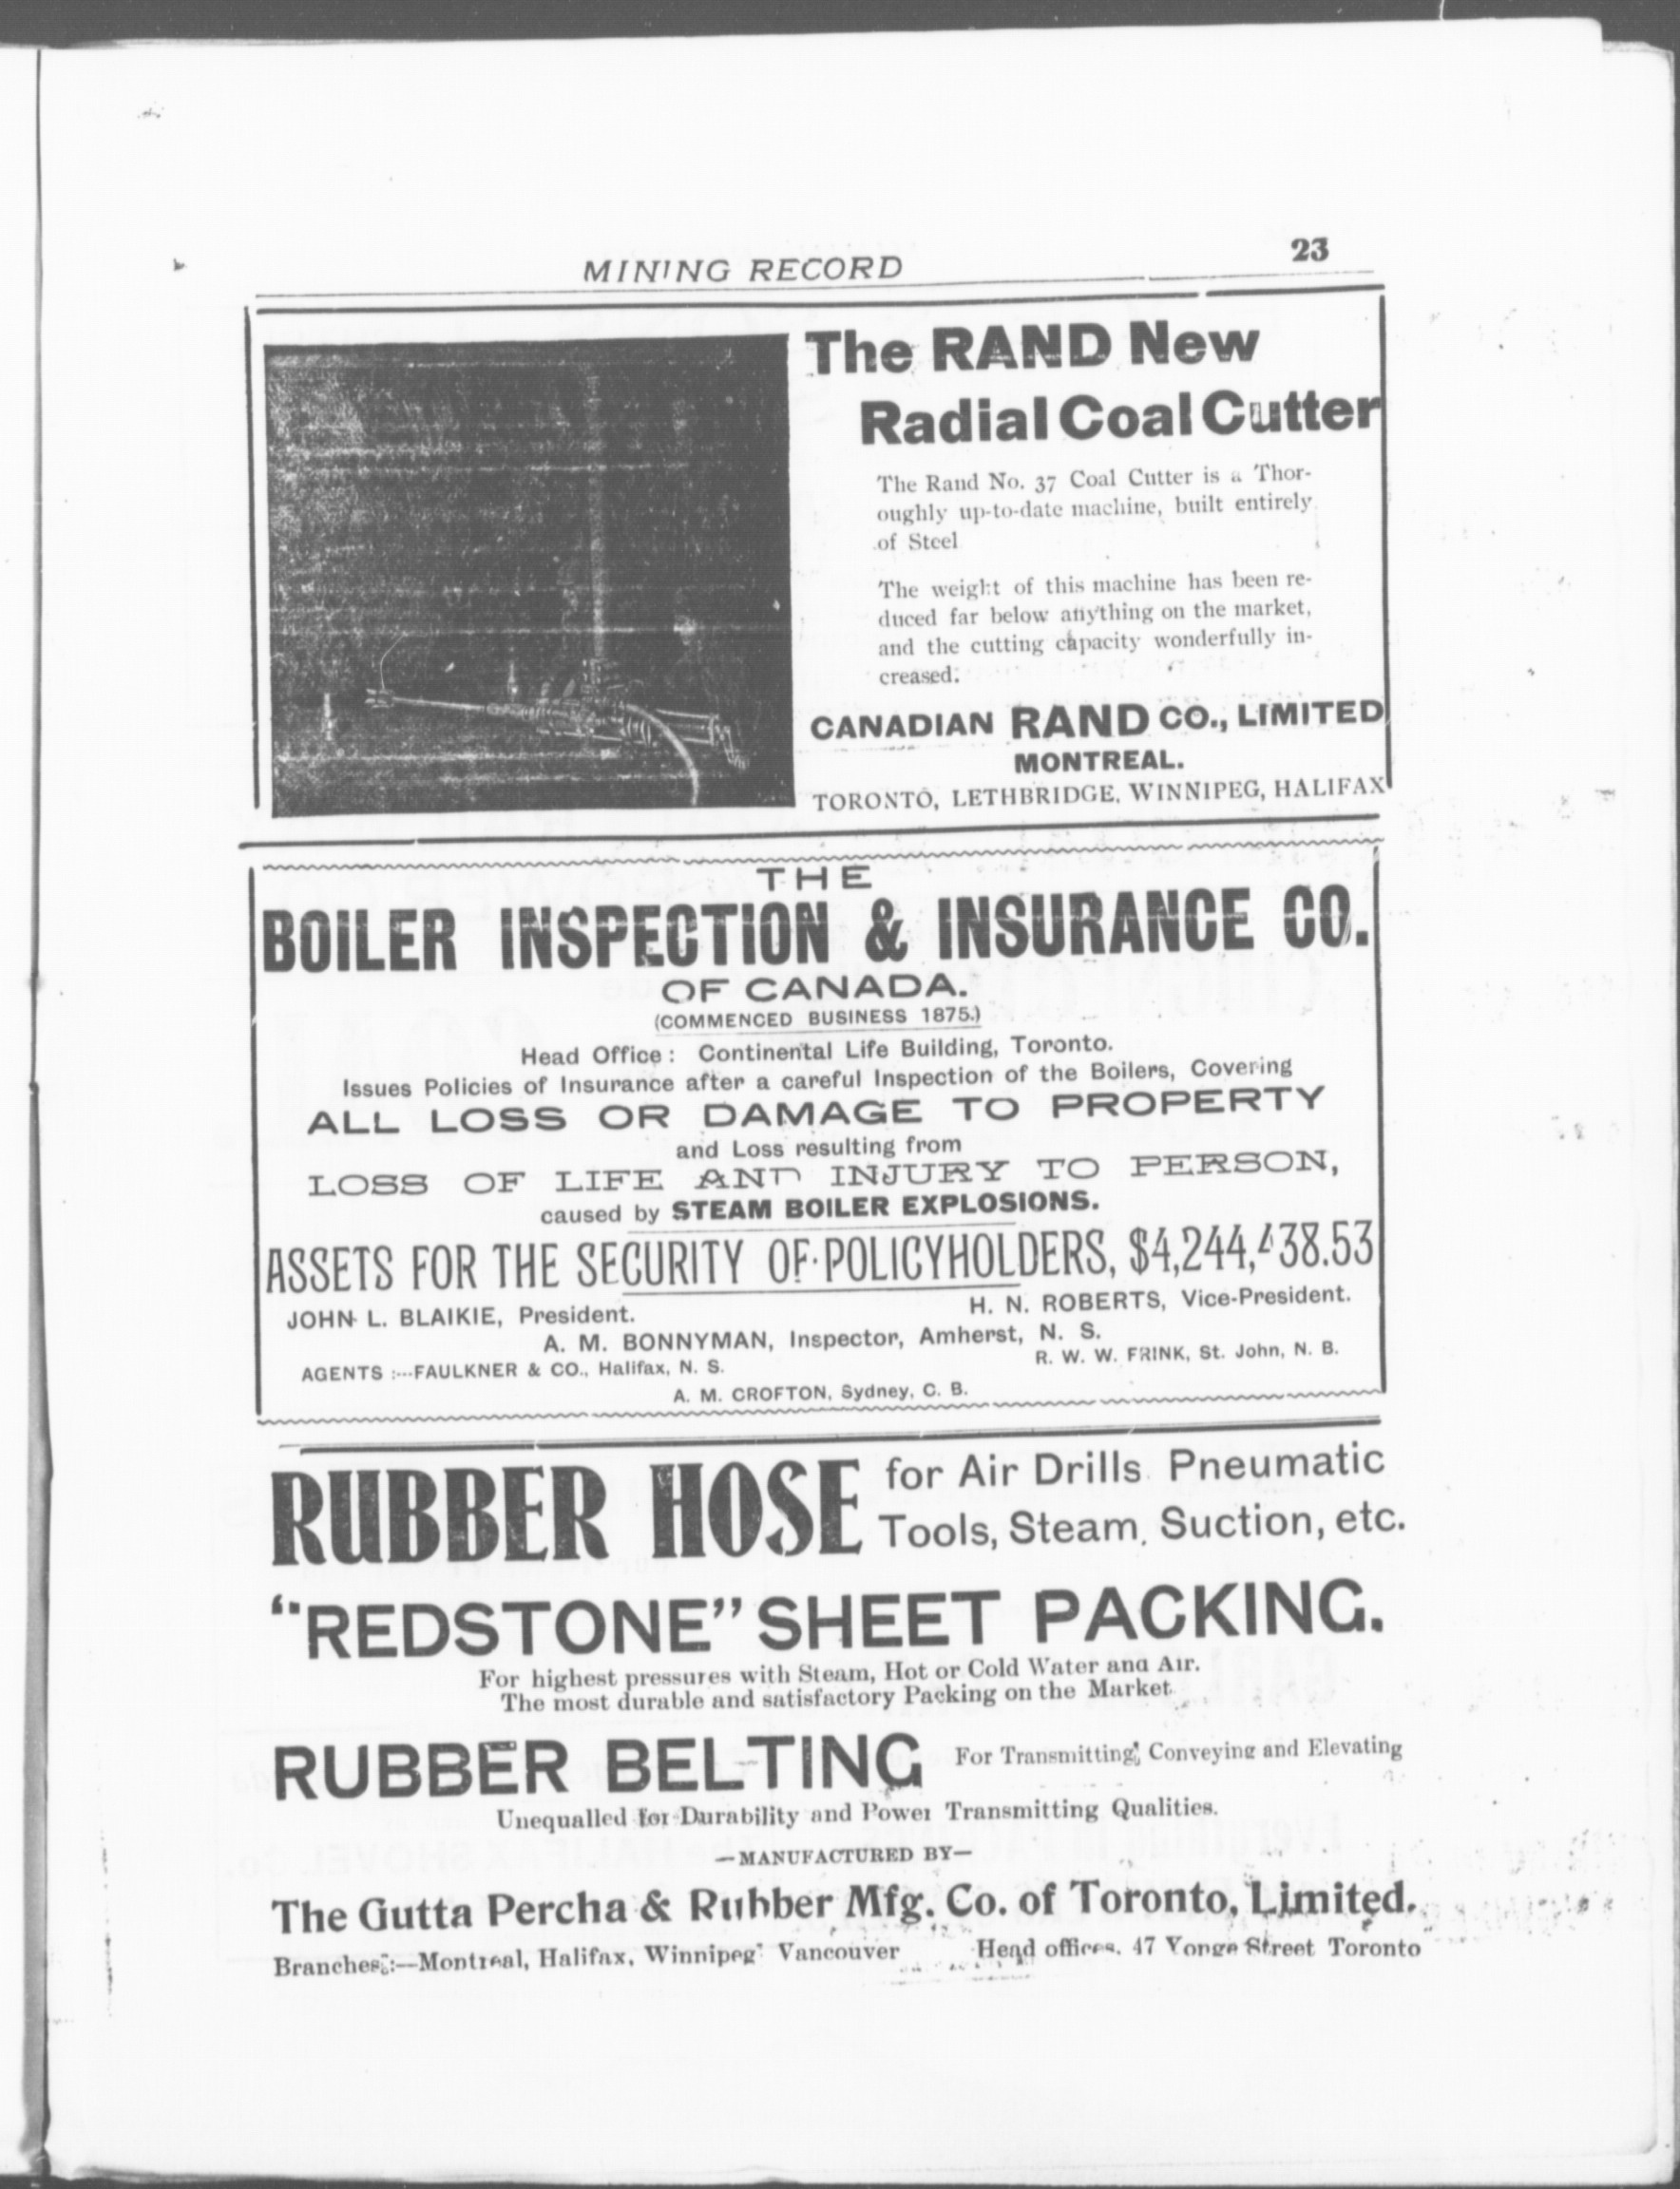 MINING RECORD 23
The RAND New
Radial Coal Cutter
The Rand No. 37 Coal Cutter is a Thor-
oughly up-to-date machine, built entirely
of Steel
The weight of this machine has been re-
duced far below anything on the market,
and the cutting capacity wonderfully in-
creased.
CANADIAN RAND CO., LIMITED
MONTREAL.
TORONTO, LETHBRIDGE, WINNIPEG, HALIFAX
THE
BOILER INSPECTION & INSURANCE CO.
OF CANADA.
(COMMENCED BUSINESS 1875.)
Head Office: Continental Life Building, Toronto.
Issues Policies of Insurance after a careful Inspection of the Boilers, Covering
ALL LOSS OR DAMAGE TO PROPERTY
and Loss resulting from
LOSS OF LIFE AND INJURY TO PERSON,
caused by STEAM BOILER EXPLOSIONS.
ASSETS FOR THE SECURITY OF POLICYHOLDERS,
JOHN L. BLAIKIE, President. H. N. ROBERTS, Vice-President.
A. M. BONNYMAN, Inspector, Amherst, N. S.
AGENTS :---FAULKNER & CO., Halifax, N. S. R. W. W. FRINK, St. John, N. B.
A. M. CROFTON, Sydney, C. B.
RUBBER HOSE for Air Drills Pneumatic
Tools, Steam, Suction, etc.
"REDSTONE" SHEET PACKING.
For highest pressures with Steam, Hot or Cold Water and Air.
The most durable and satisfactory Packing on the Market
RUBBER BELTING For Transmitting, Conveying and Elevating
Unequalled for Durability and Power Transmitting Qualities.
—MANUFACTURED BY—
The Gutta Percha & Rubber Mfg. Co. of Toronto, Limited.
Branches:—Montreal, Halifax, Winnipeg Vancouver Head offices, 47 Yonge Street Toronto